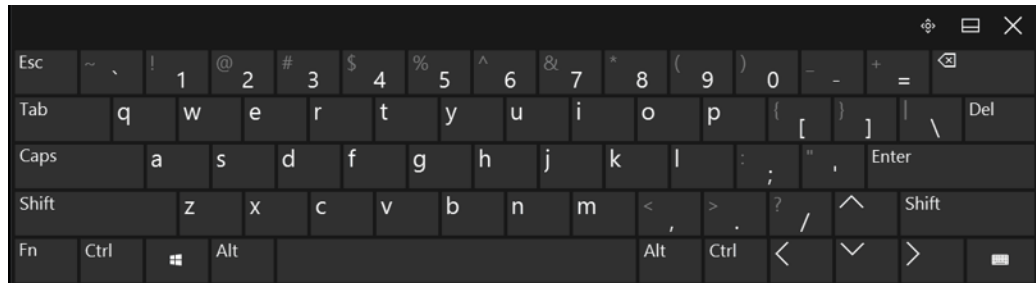 Esc ~ ` ! 1 @ 2 # 3 $ 4 % 5 ^ 6 & 7 * 8 ( 9 ) 0 _ - + =
Tab q w e r t y u i o p { [ } ] | \ Del
Caps a s d f g h j k l : ; " ' Enter
Shift z x c v b n m < , > . ? / Shift
Fn Ctrl Alt Alt Ctrl